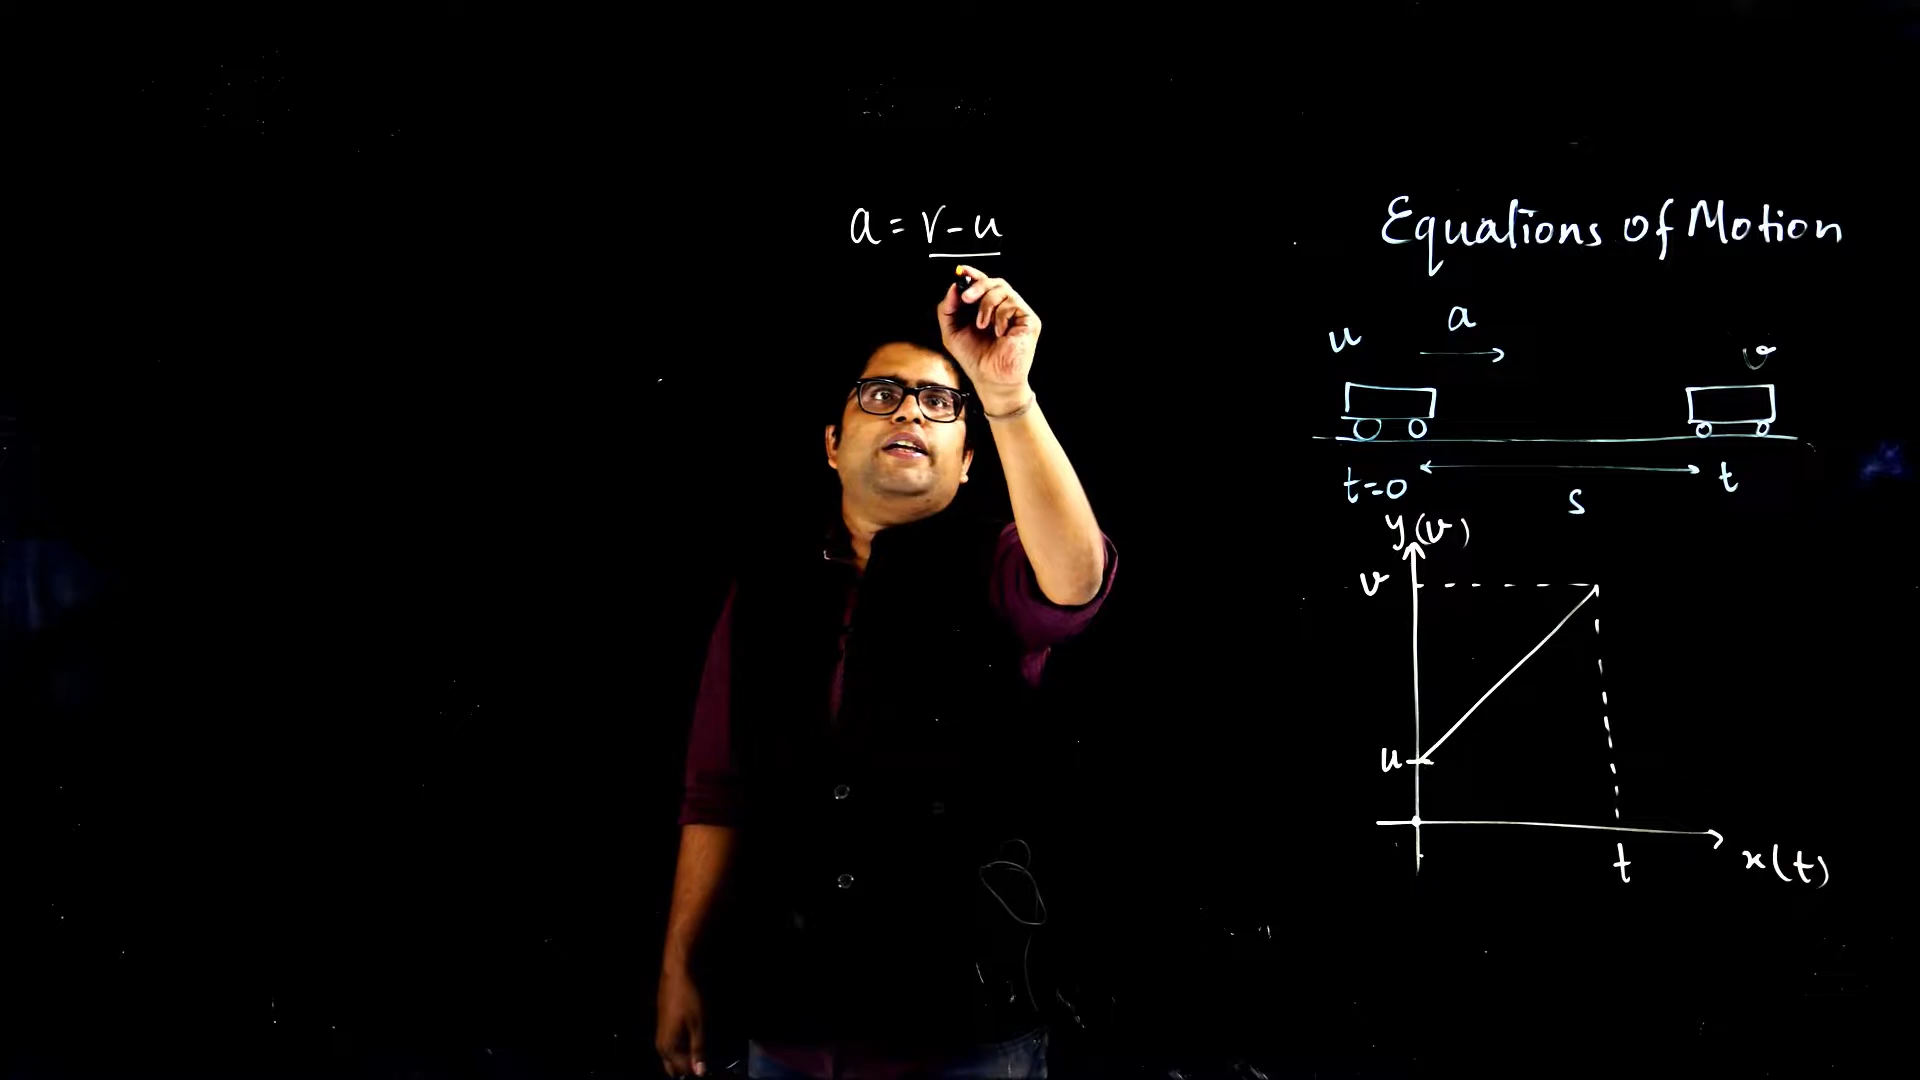 a = v - u
Equations of Motion
a
u
v
t=0
t
s
y(v)
v
u
t
x(t)